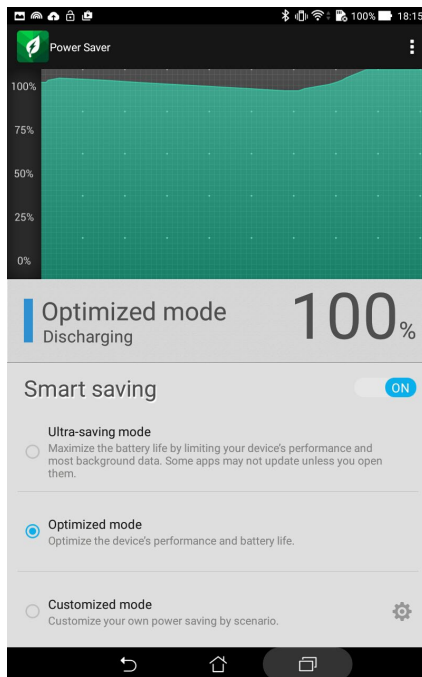 100% 18:15
Power Saver
100%
75%
50%
25%
0%
Optimized mode
Discharging
100%
Smart saving
ON
Ultra-saving mode
Maximize the battery life by limiting your device's performance and
most background data. Some apps may not update unless you open
them.
Optimized mode
Optimize the device's performance and battery life.
Customized mode
Customize your own power saving by scenario.